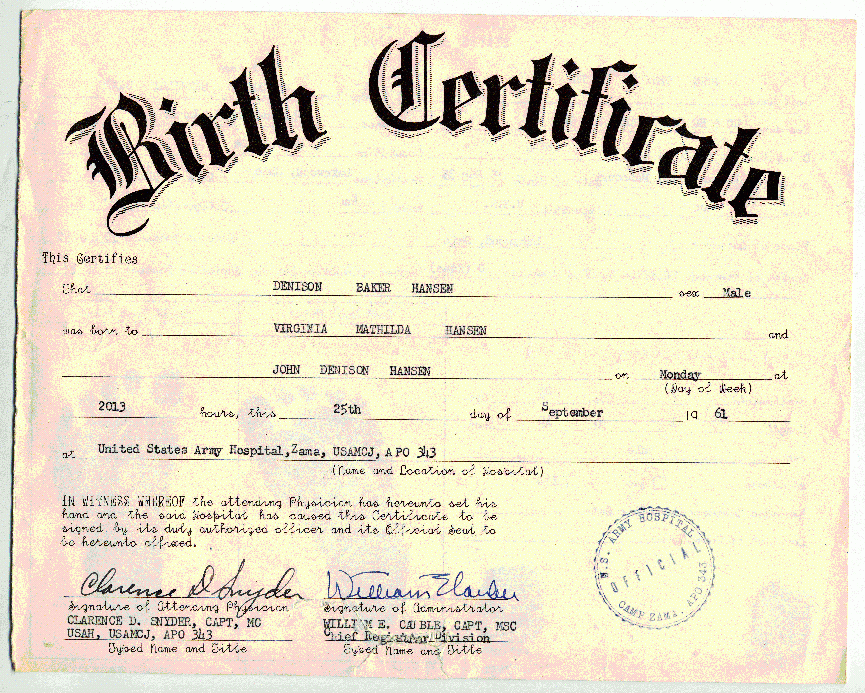 Birth Certificate
This Certifies
that DENISON BAKER HANSEN sex Male
was born to VIRGINIA MATHILDA HANSEN and
JOHN DENISON HANSEN on Monday at
(Day of Week)
2013 hours, this 25th day of September 19 61
at United States Army Hospital,Zama, USAMCJ, APO 343
(Name and Location of Hospital)
IN WITNESS WHEREOF the attending Physician has hereunto set his
hand and the said Hospital has caused this Certificate to be
signed by its duly authorized officer and its Official Seal to
be hereunto affixed.
Clarence D Snyder William E Cauble
Signature of Attending Physician Signature of Administrator
CLARENCE D. SNYDER, CAPT, MC WILLIAM E. CAUBLE, CAPT, MSC
USAH, USAMCJ, APO 343 Chief Registrar Division
Typed Name and Title Typed Name and Title
U.S. ARMY HOSPITAL
OFFICIAL
CAMP ZAMA, APO 343